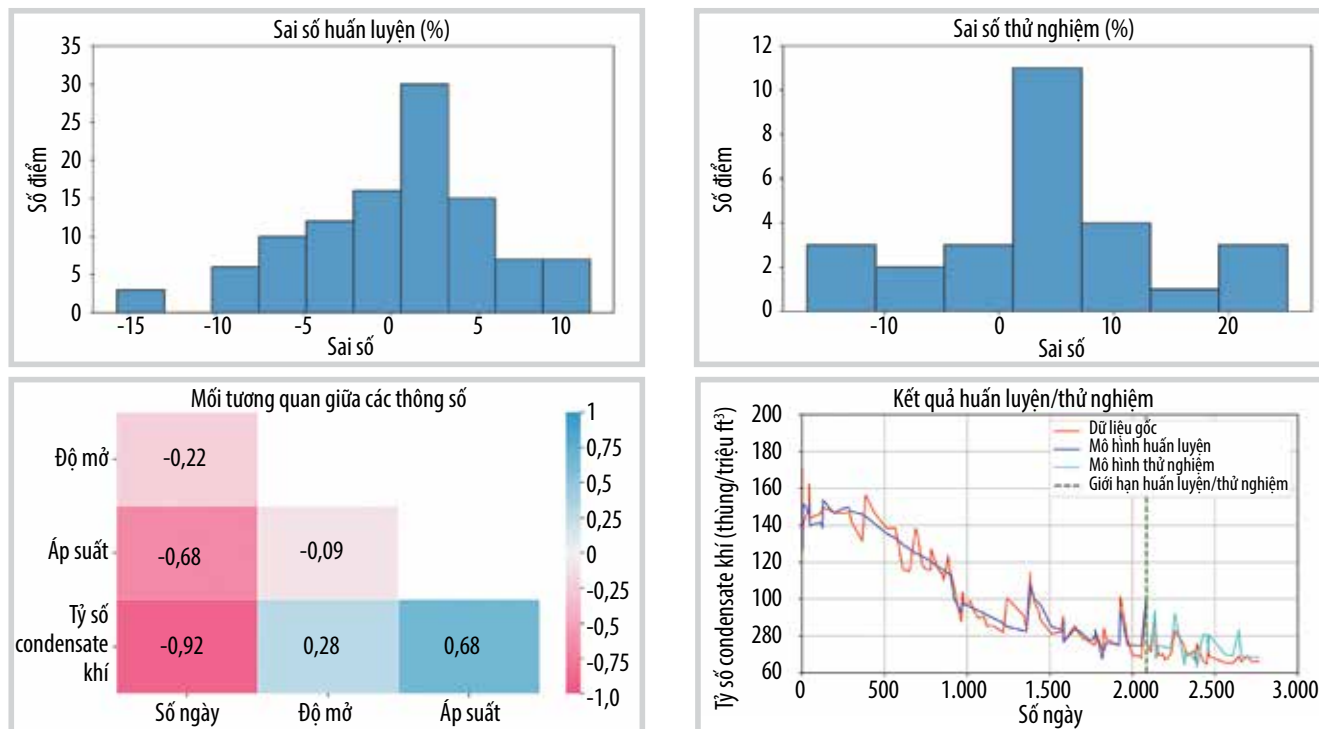 Sai số huấn luyện (%)
35
30
25
20
15
10
5
0
Số điểm
-15
-10
-5
0
5
10
Sai số
Sai số thử nghiệm (%)
12
10
8
6
4
2
0
Số điểm
-10
0
10
20
Sai số
Mối tương quan giữa các thông số
Độ mở
Áp suất
Tỷ số
condensate
khí
-0,22
-0,68
-0,09
-0,92
0,28
0,68
Số ngày
Độ mở
Áp suất
1
0,75
0,5
0,25
0
-0,25
-0,5
-0,75
-1,0
Kết quả huấn luyện/thử nghiệm
Tỷ số condensate khí (thùng/triệu ft³)
200
180
160
140
120
100
280
60
Dữ liệu gốc
Mô hình huấn luyện
Mô hình thử nghiệm
Giới hạn huấn luyện/thử nghiệm
0
500
1.000
1.500
2.000
2.500
3.000
Số ngày